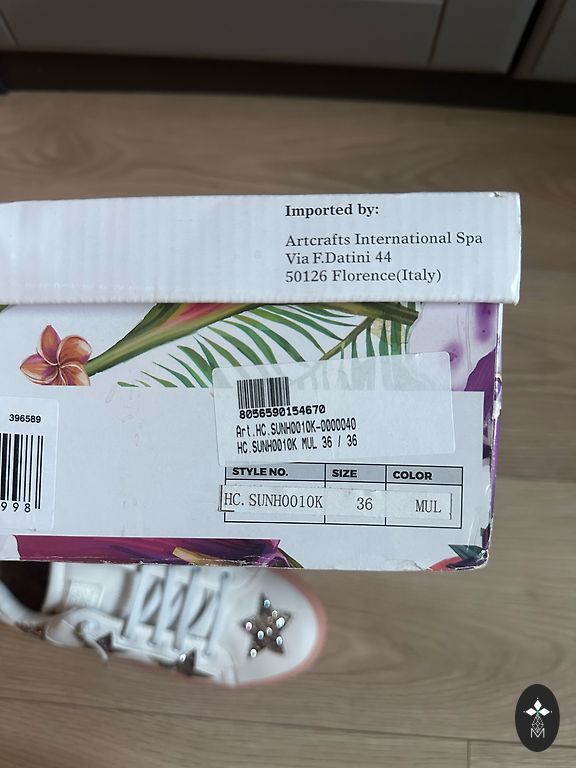 Imported by:
Artcrafts International Spa
Via F.Datini 44
50126 Florence(Italy)
396589
998
8056590154670
Art.HC.SUNH0010K-0000040
HC.SUNH0010K MUL 36 / 36
STYLE NO. SIZE COLOR
HC. SUNH0010K 36 MUL
M